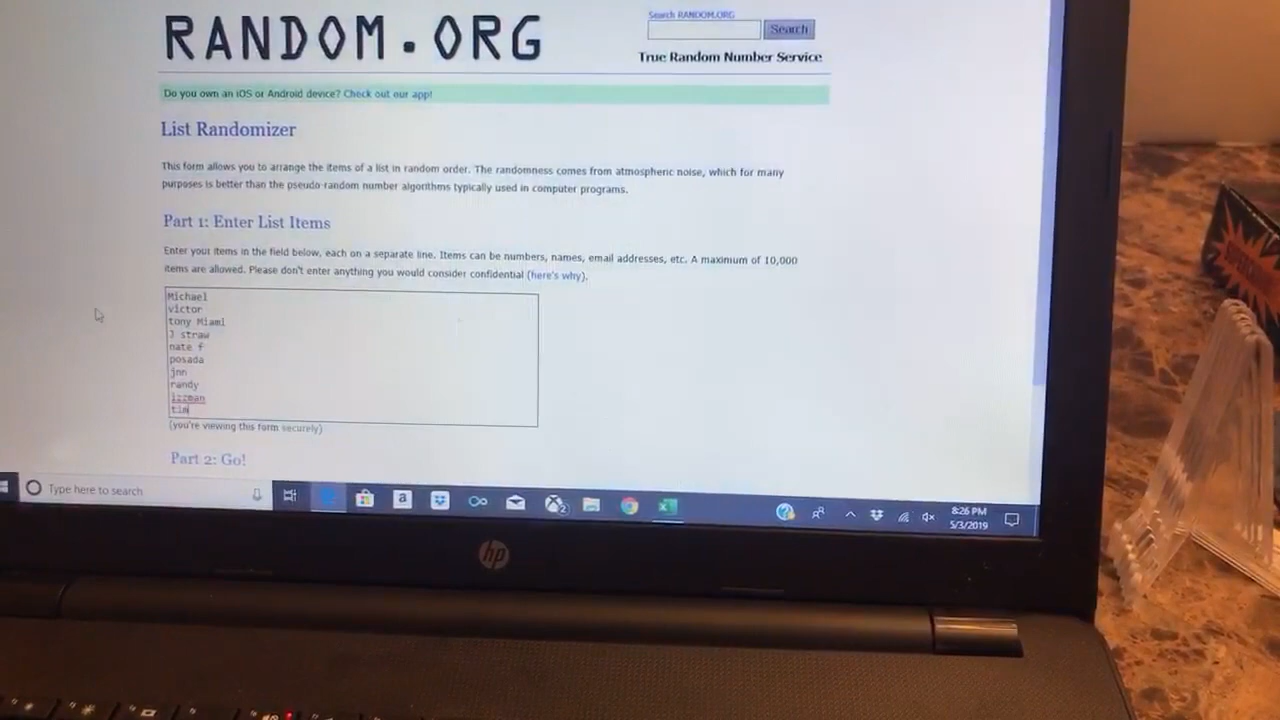 RANDOM.ORG
Search RANDOM.ORG
Search
True Random Number Service
Do you own an iOS or Android device? Check out our app!
List Randomizer
This form allows you to arrange the items of a list in random order. The randomness comes from atmospheric noise, which for many
purposes is better than the pseudo-random number algorithms typically used in computer programs.
Part 1: Enter List Items
Enter your items in the field below, each on a separate line. Items can be numbers, names, email addresses, etc. A maximum of 10,000
items are allowed. Please don't enter anything you would consider confidential (here's why).
Michael
victor
tony Miami
J straw
nate f
posada
jnn
randy
izzman
tim
(you're viewing this form securely)
Part 2: Go!
Type here to search
a
2
8:26 PM
5/3/2019
hp